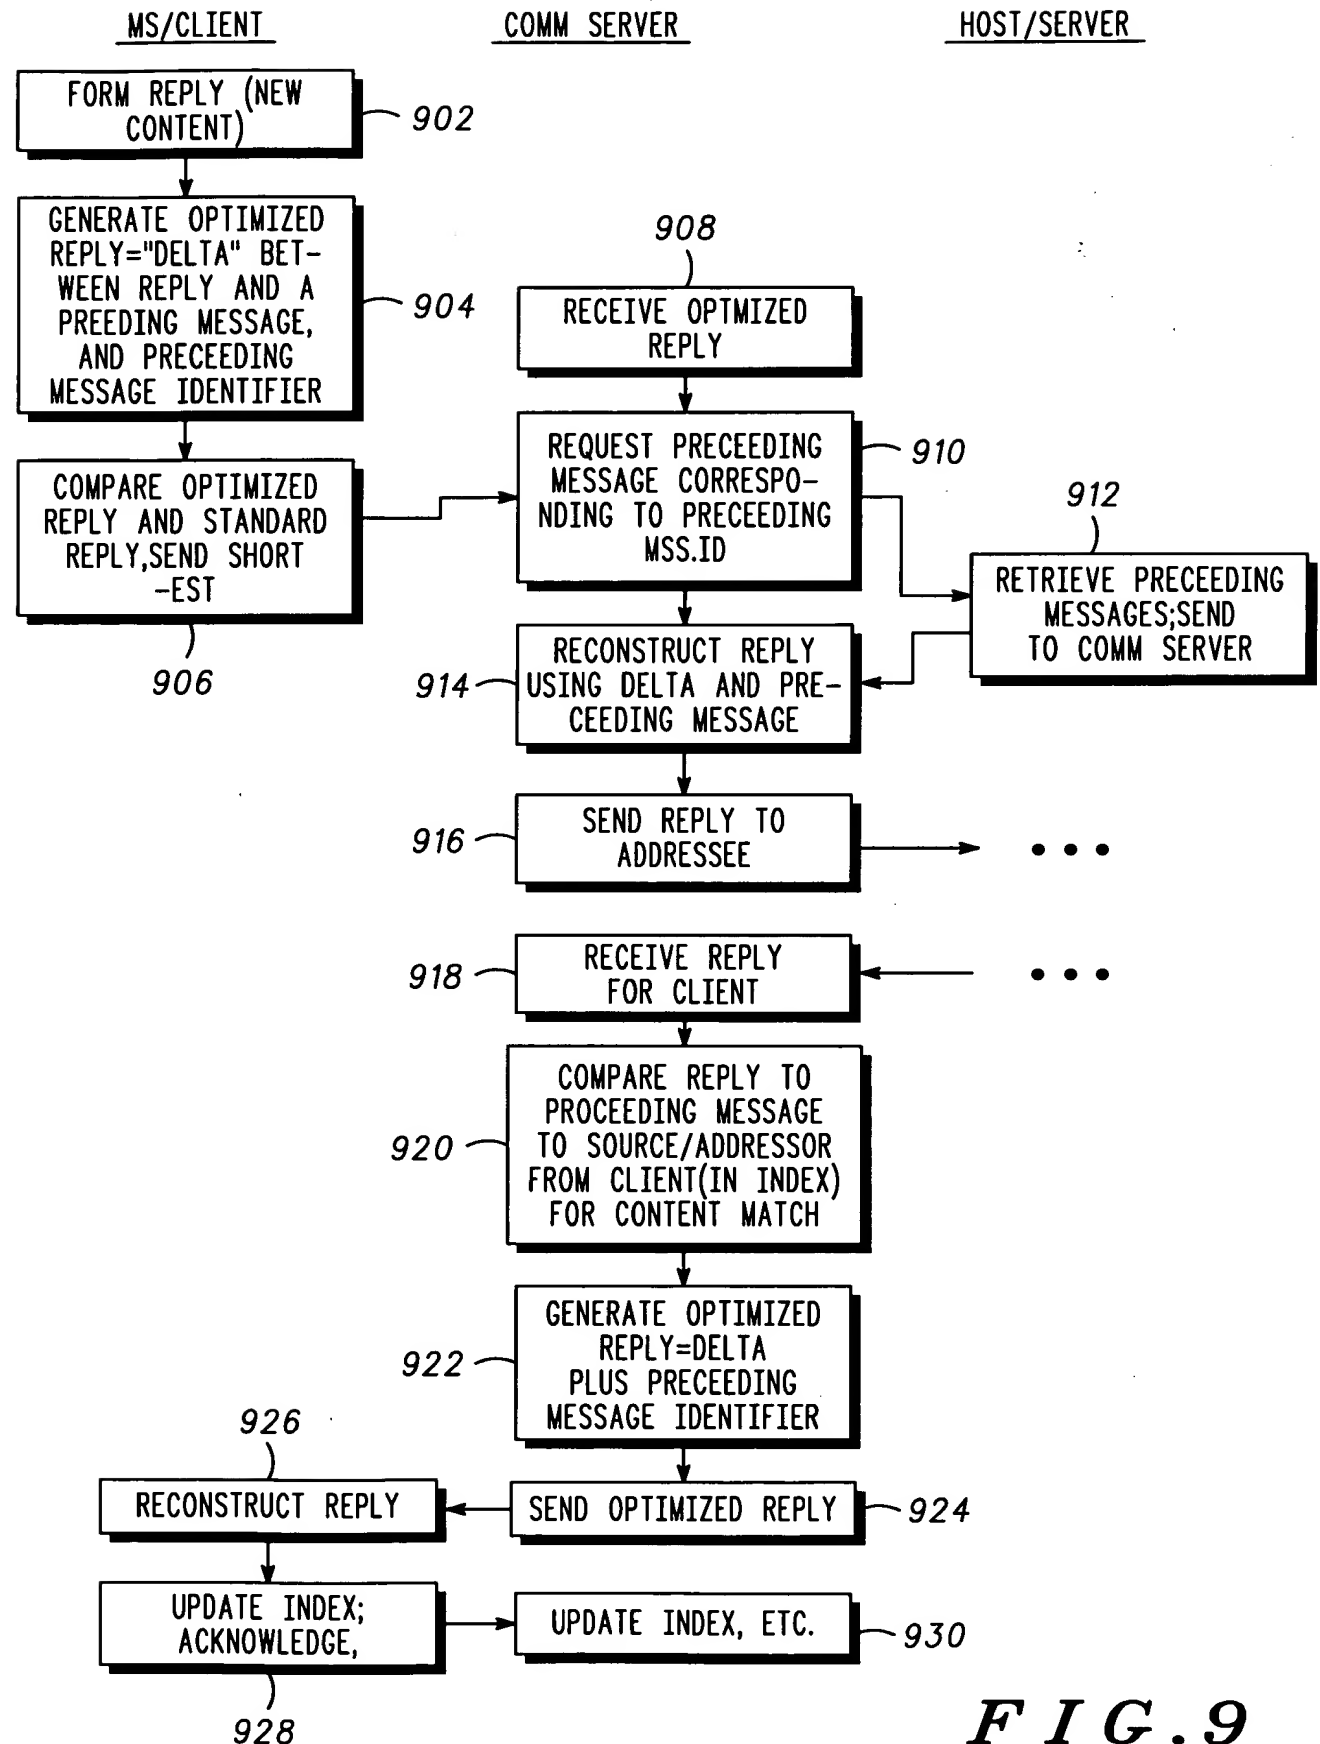 MS/CLIENT
COMM SERVER
HOST/SERVER
FORM REPLY (NEW
CONTENT)
902
GENERATE OPTIMIZED
REPLY="DELTA" BET-
WEEN REPLY AND A
PREEDING MESSAGE,
AND PRECEEDING
MESSAGE IDENTIFIER
904
COMPARE OPTIMIZED
REPLY AND STANDARD
REPLY,SEND SHORT
-EST
906
908
RECEIVE OPTMIZED
REPLY
REQUEST PRECEEDING
MESSAGE CORRESPO-
NDING TO PRECEEDING
MSS.ID
910
912
RETRIEVE PRECEEDING
MESSAGES;SEND
TO COMM SERVER
914
RECONSTRUCT REPLY
USING DELTA AND PRE-
CEEDING MESSAGE
916
SEND REPLY TO
ADDRESSEE
• • •
918
RECEIVE REPLY
FOR CLIENT
• • •
920
COMPARE REPLY TO
PROCEEDING MESSAGE
TO SOURCE/ADDRESSOR
FROM CLIENT(IN INDEX)
FOR CONTENT MATCH
922
GENERATE OPTIMIZED
REPLY=DELTA
PLUS PRECEEDING
MESSAGE IDENTIFIER
926
RECONSTRUCT REPLY
SEND OPTIMIZED REPLY
924
UPDATE INDEX;
ACKNOWLEDGE,
928
UPDATE INDEX, ETC.
930
FIG.9